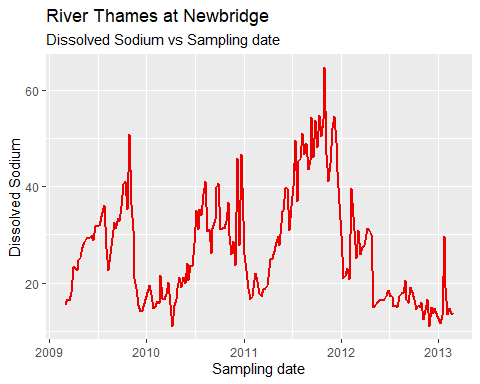 River Thames at Newbridge
Dissolved Sodium vs Sampling date
60
40
20
Dissolved Sodium
2009 2010 2011 2012 2013
Sampling date